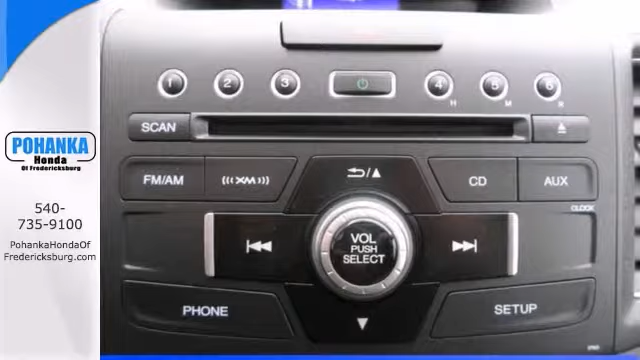 POHANKA
Honda
Of Fredericksburg
540-
735-9100
PohankaHondaOf
Fredericksburg.com
1 2 3 4 5 6
H M R
SCAN
FM/AM XM CD AUX
CLOCK
VOL
PUSH
SELECT
PHONE SETUP